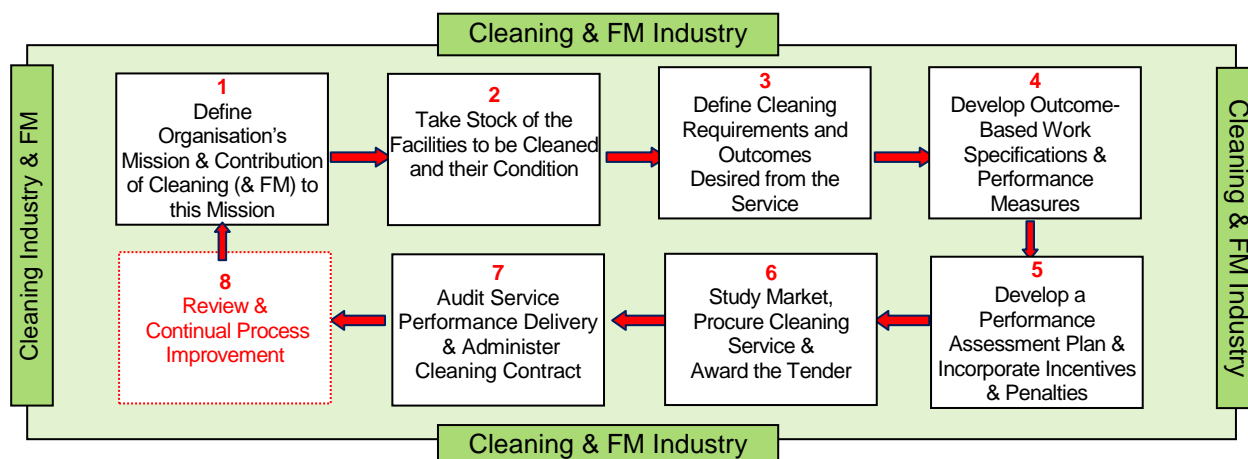 Cleaning & FM Industry
Cleaning Industry & FM
1
Define
Organisation's
Mission & Contribution
of Cleaning (& FM) to
this Mission
2
Take Stock of the
Facilities to be Cleaned
and their Condition
3
Define Cleaning
Requirements and
Outcomes
Desired from the
Service
4
Develop Outcome-
Based Work
Specifications &
Performance
Measures
Cleaning & FM Industry
5
Develop a
Performance
Assessment Plan &
Incorporate Incentives
& Penalties
6
Study Market,
Procure Cleaning
Service &
Award the Tender
7
Audit Service
Performance Delivery
& Administer
Cleaning Contract
8
Review &
Continual Process
Improvement
Cleaning & FM Industry